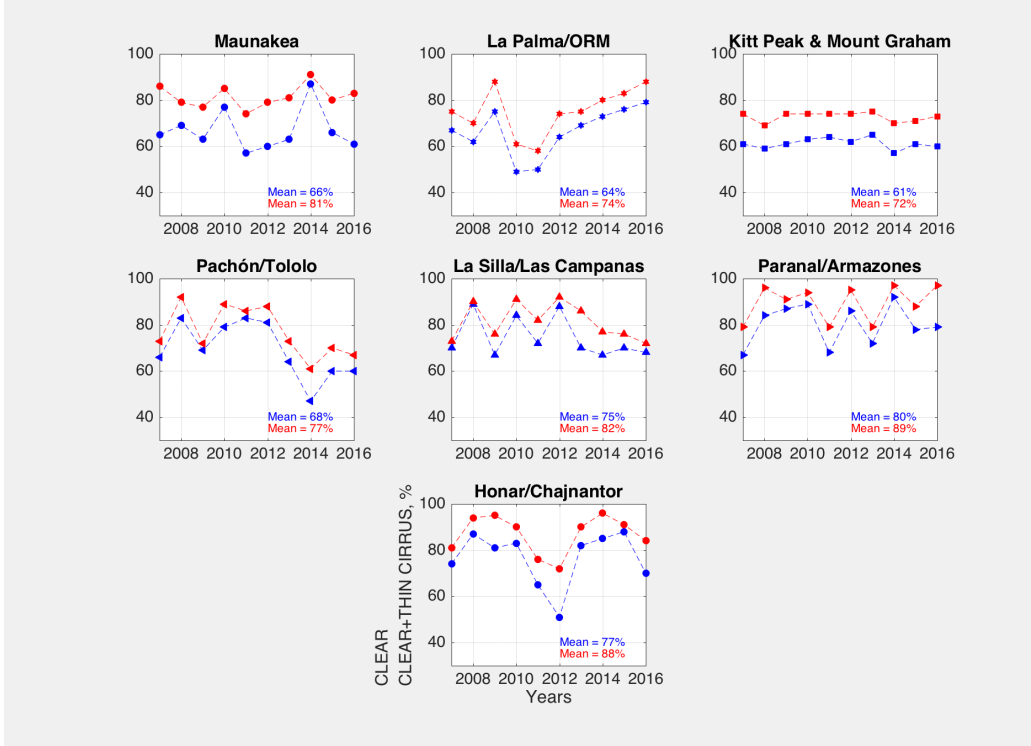 Maunakea
100
80
60
40
Mean = 66%
Mean = 81%
2008 2010 2012 2014 2016
La Palma/ORM
100
80
60
40
Mean = 64%
Mean = 74%
2008 2010 2012 2014 2016
Kitt Peak & Mount Graham
100
80
60
40
Mean = 61%
Mean = 72%
2008 2010 2012 2014 2016
Pachón/Tololo
100
80
60
40
Mean = 68%
Mean = 77%
2008 2010 2012 2014 2016
La Silla/Las Campanas
100
80
60
40
Mean = 75%
Mean = 82%
2008 2010 2012 2014 2016
Paranal/Armazones
100
80
60
40
Mean = 80%
Mean = 89%
2008 2010 2012 2014 2016
Honar/Chajnantor
CLEAR
CLEAR+THIN CIRRUS, %
100
80
60
40
Mean = 77%
Mean = 88%
2008 2010 2012 2014 2016
Years